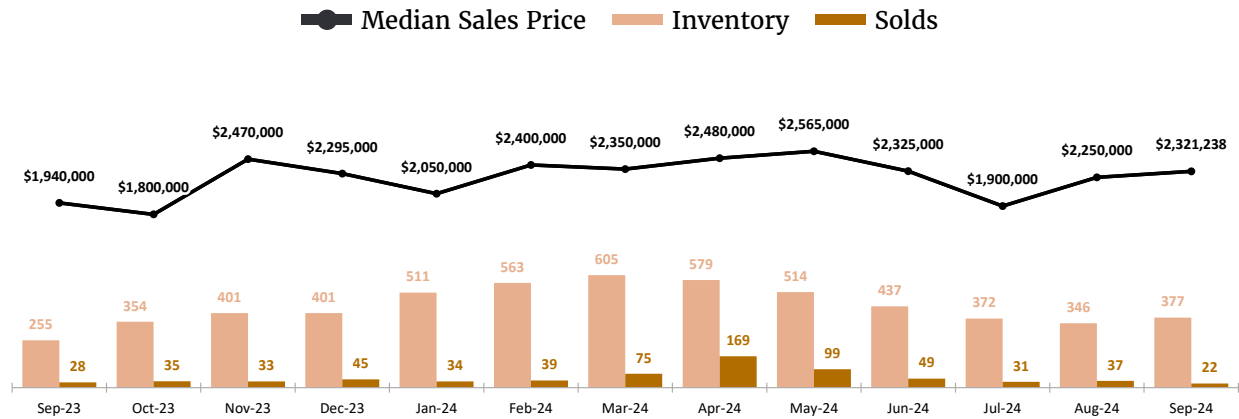 Median Sales Price Inventory Solds
$1,940,000 $1,800,000 $2,470,000 $2,295,000 $2,050,000 $2,400,000 $2,350,000 $2,480,000 $2,565,000 $2,325,000 $1,900,000 $2,250,000 $2,321,238
255 354 401 401 511 563 605 579 514 437 372 346 377
28 35 33 45 34 39 75 169 99 49 31 37 22
Sep-23 Oct-23 Nov-23 Dec-23 Jan-24 Feb-24 Mar-24 Apr-24 May-24 Jun-24 Jul-24 Aug-24 Sep-24